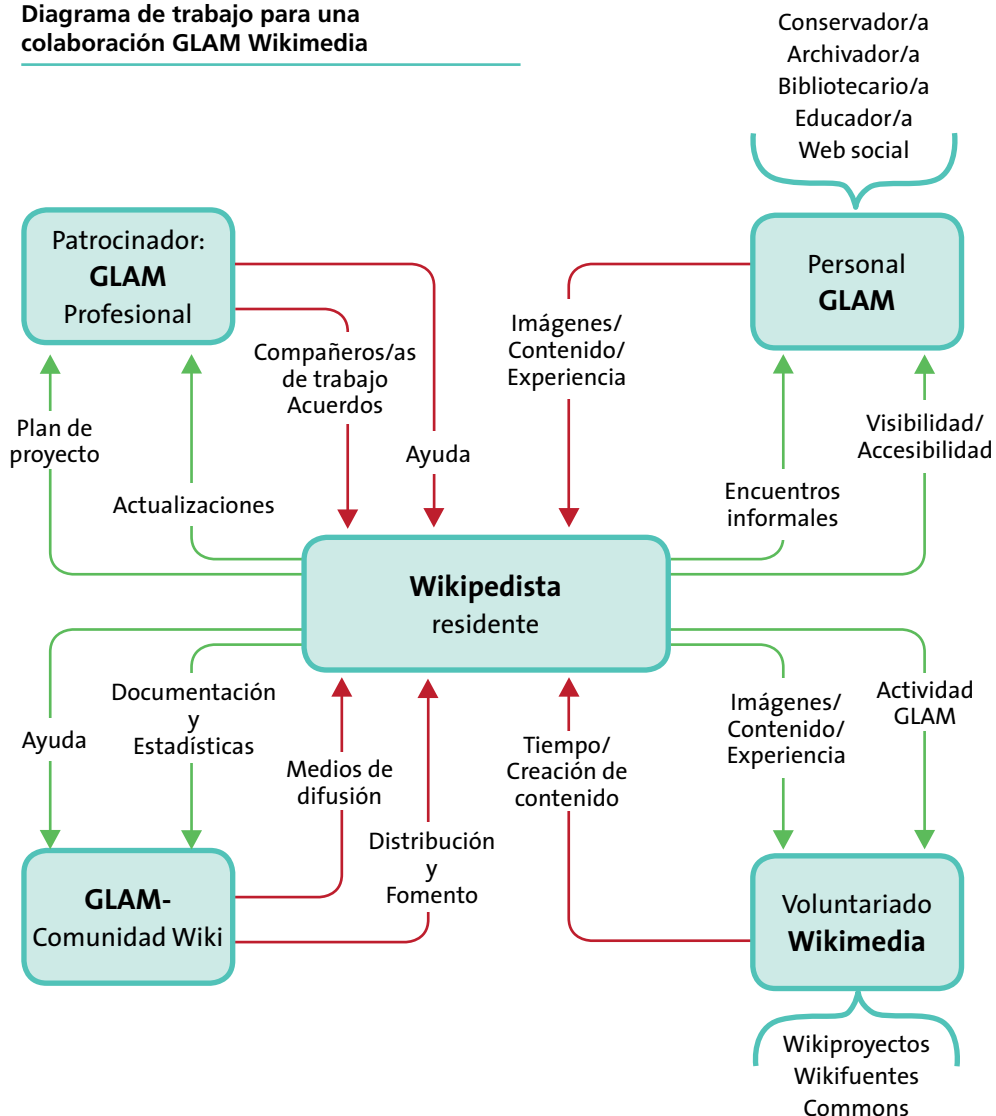 Diagrama de trabajo para una
colaboración GLAM Wikimedia
Conservador/a
Archivador/a
Bibliotecario/a
Educador/a
Web social
Patrocinador:
GLAM
Profesional
Personal
GLAM
Compañeros/as
de trabajo
Acuerdos
Imágenes/
Contenido/
Experiencia
Plan de
proyecto
Actualizaciones
Ayuda
Encuentros
informales
Visibilidad/
Accesibilidad
Wikipedista
residente
Ayuda
Documentación
y
Estadísticas
Medios de
difusión
Distribución
y
Fomento
Tiempo/
Creación de
contenido
Imágenes/
Contenido/
Experiencia
Actividad
GLAM
GLAM-
Comunidad Wiki
Voluntariado
Wikimedia
Wikiproyectos
Wikifuentes
Commons